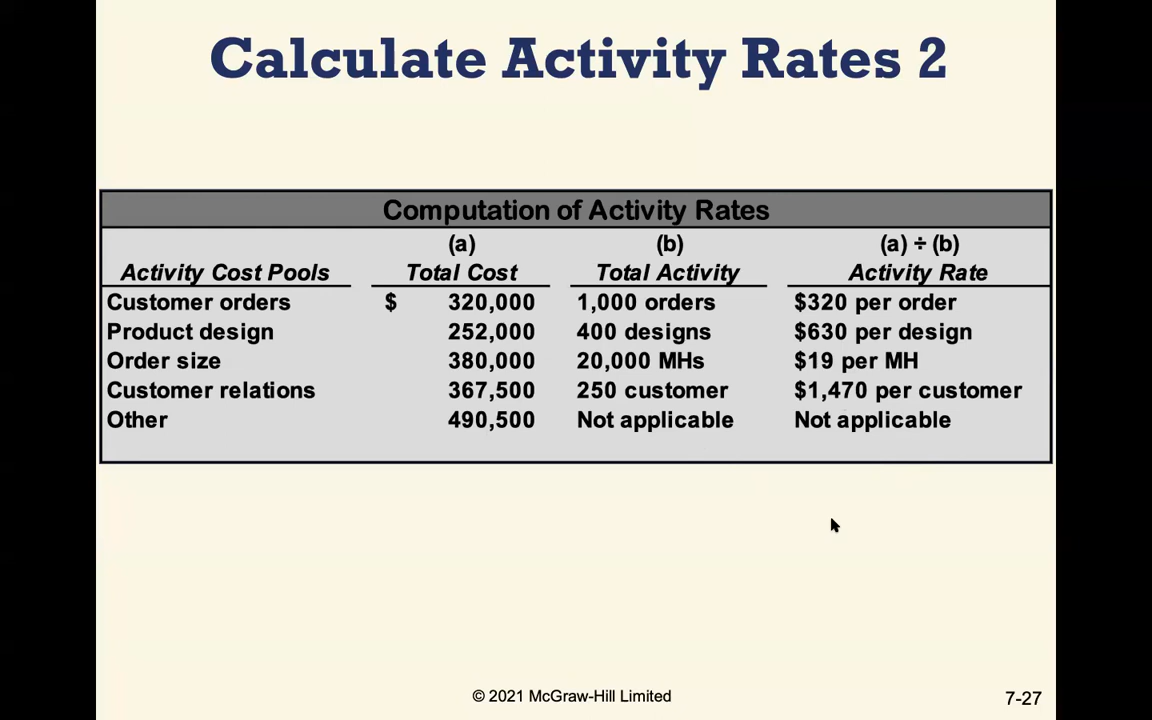 Calculate Activity Rates 2
Computation of Activity Rates
(a) (b) (a) ÷ (b)
Activity Cost Pools Total Cost Total Activity Activity Rate
Customer orders $ 320,000 1,000 orders $320 per order
Product design 252,000 400 designs $630 per design
Order size 380,000 20,000 MHs $19 per MH
Customer relations 367,500 250 customer $1,470 per customer
Other 490,500 Not applicable Not applicable
© 2021 McGraw-Hill Limited 7-27